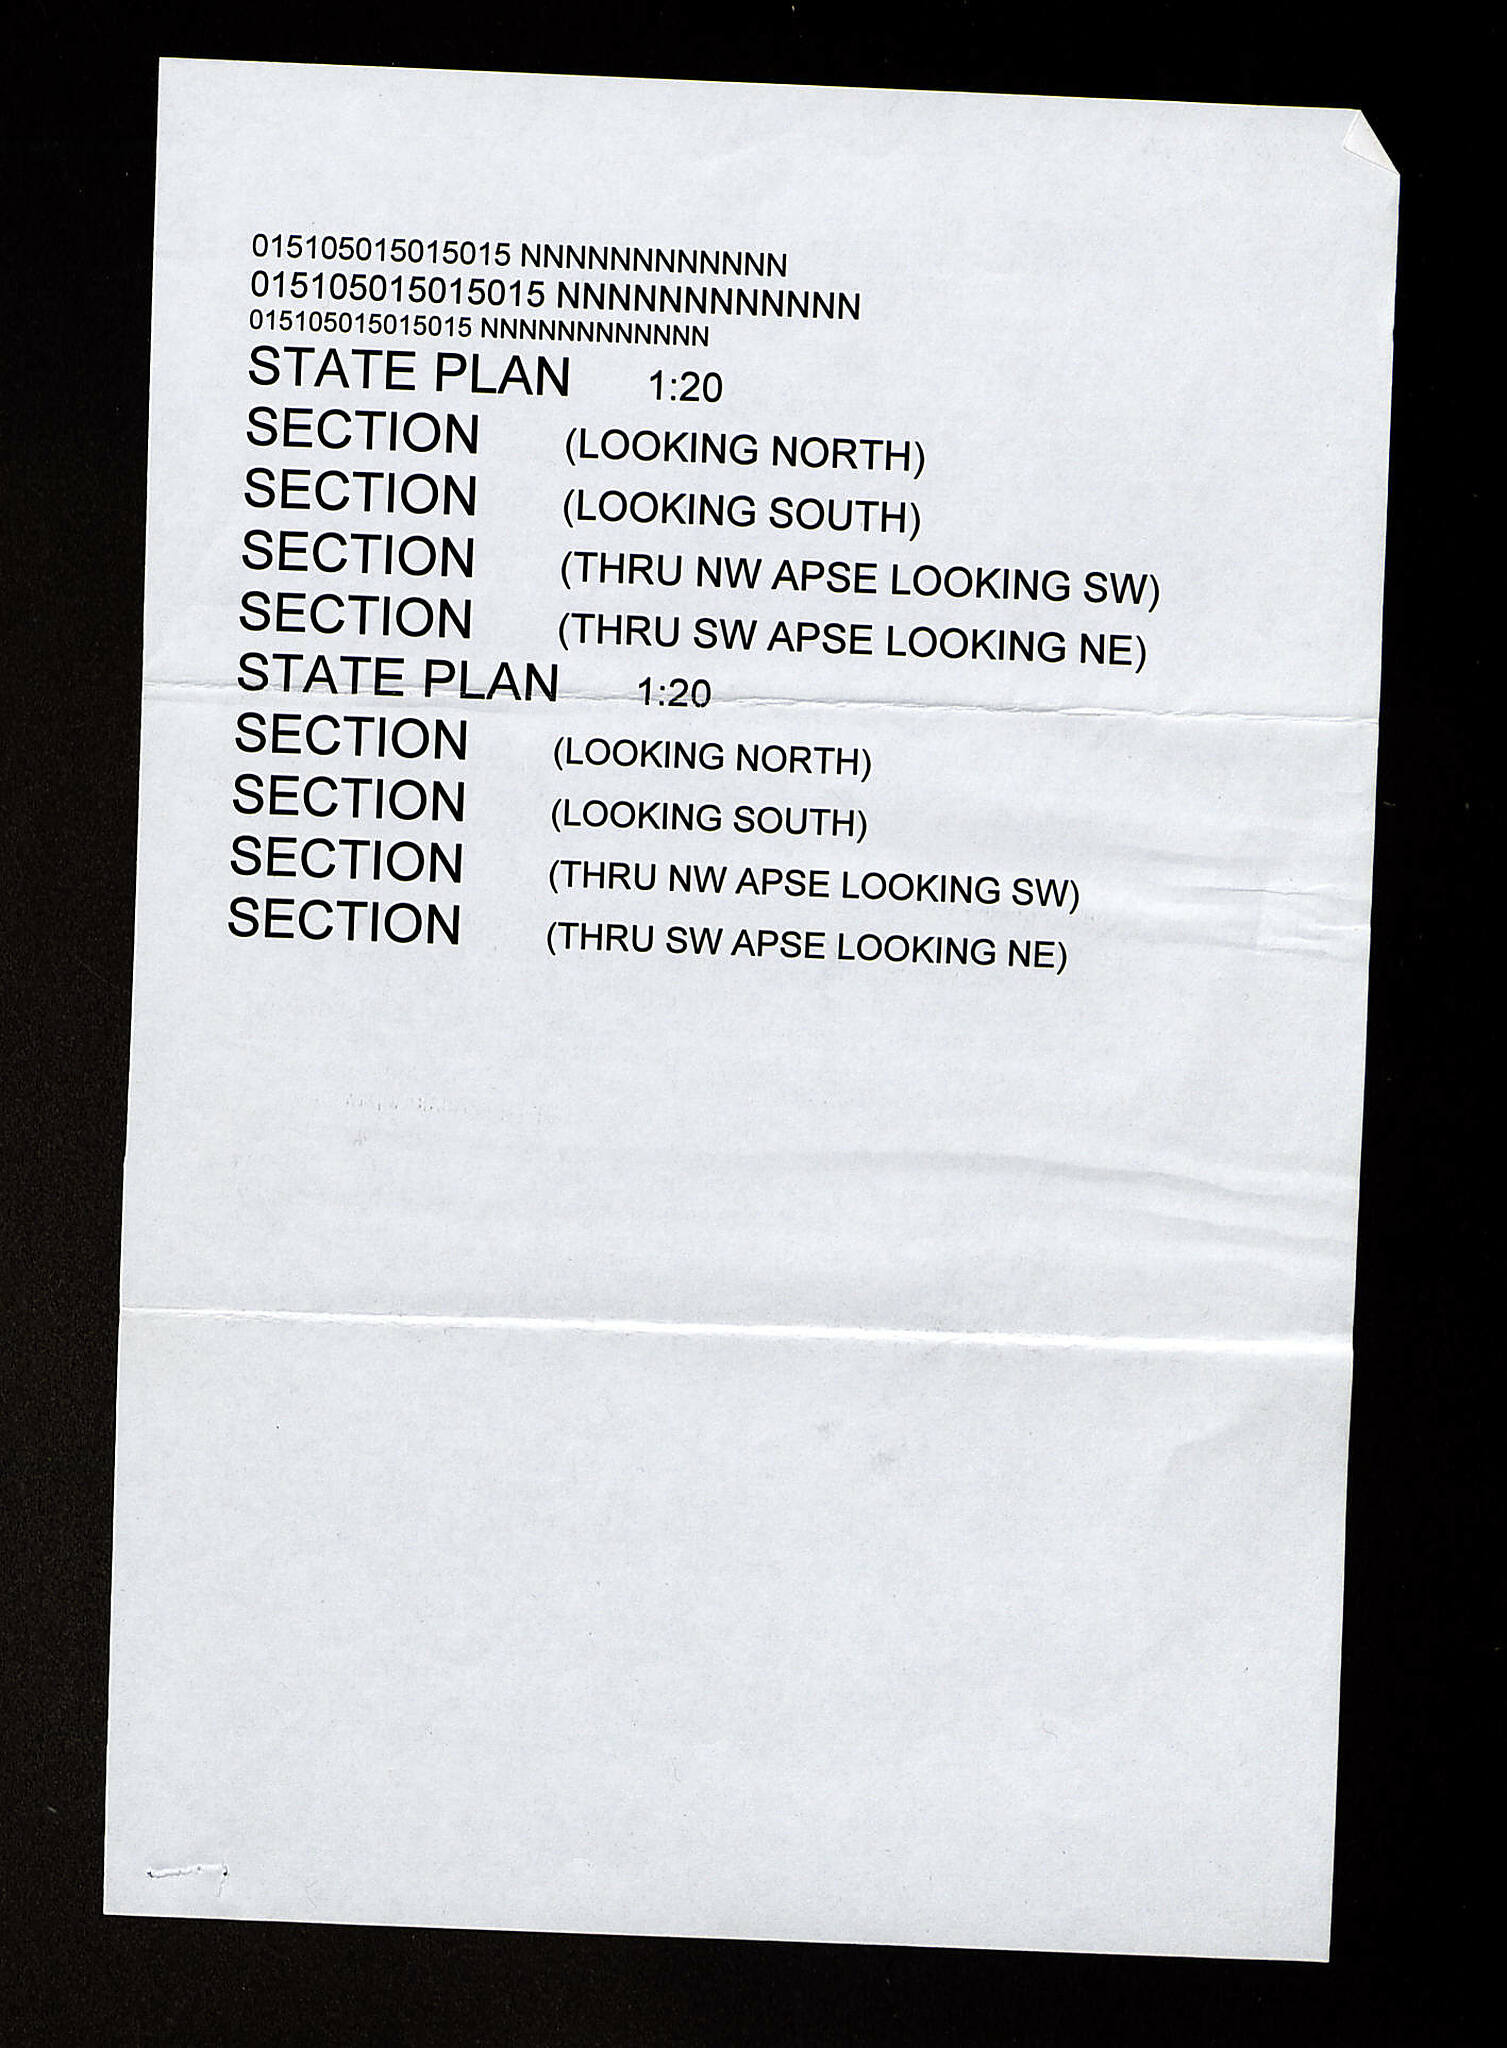 015105015015015 NNNNNNNNNNNN
015105015015015 NNNNNNNNNNNN
015105015015015 NNNNNNNNNNNN
STATE PLAN 1:20
SECTION (LOOKING NORTH)
SECTION (LOOKING SOUTH)
SECTION (THRU NW APSE LOOKING SW)
SECTION (THRU SW APSE LOOKING NE)
STATE PLAN 1:20
SECTION (LOOKING NORTH)
SECTION (LOOKING SOUTH)
SECTION (THRU NW APSE LOOKING SW)
SECTION (THRU SW APSE LOOKING NE)